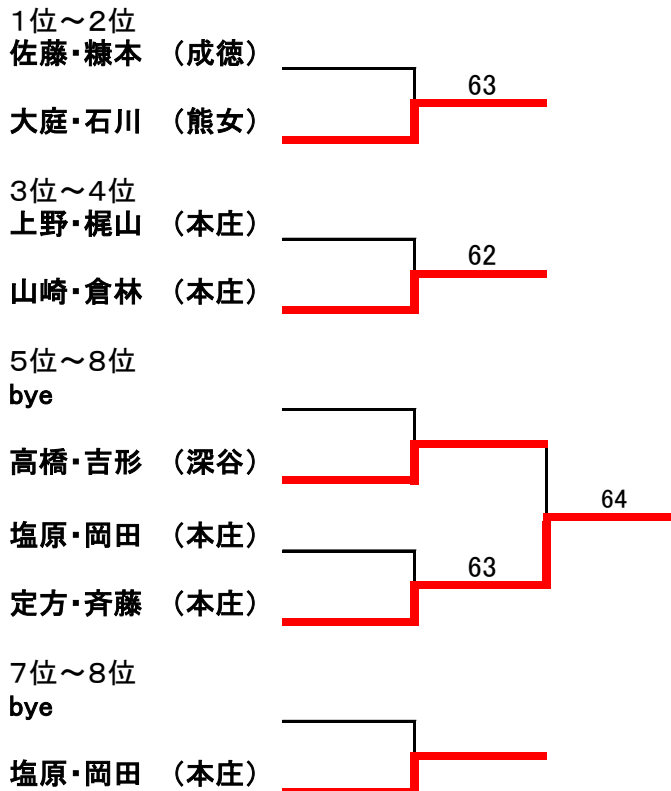 1位～2位
佐藤・糠本　（成徳）
63
大庭・石川　（熊女）
3位～4位
上野・梶山　（本庄）
62
山崎・倉林　（本庄）
5位～8位
bye
高橋・吉形　（深谷）
64
塩原・岡田　（本庄）
63
定方・斉藤　（本庄）
7位～8位
bye
塩原・岡田　（本庄）